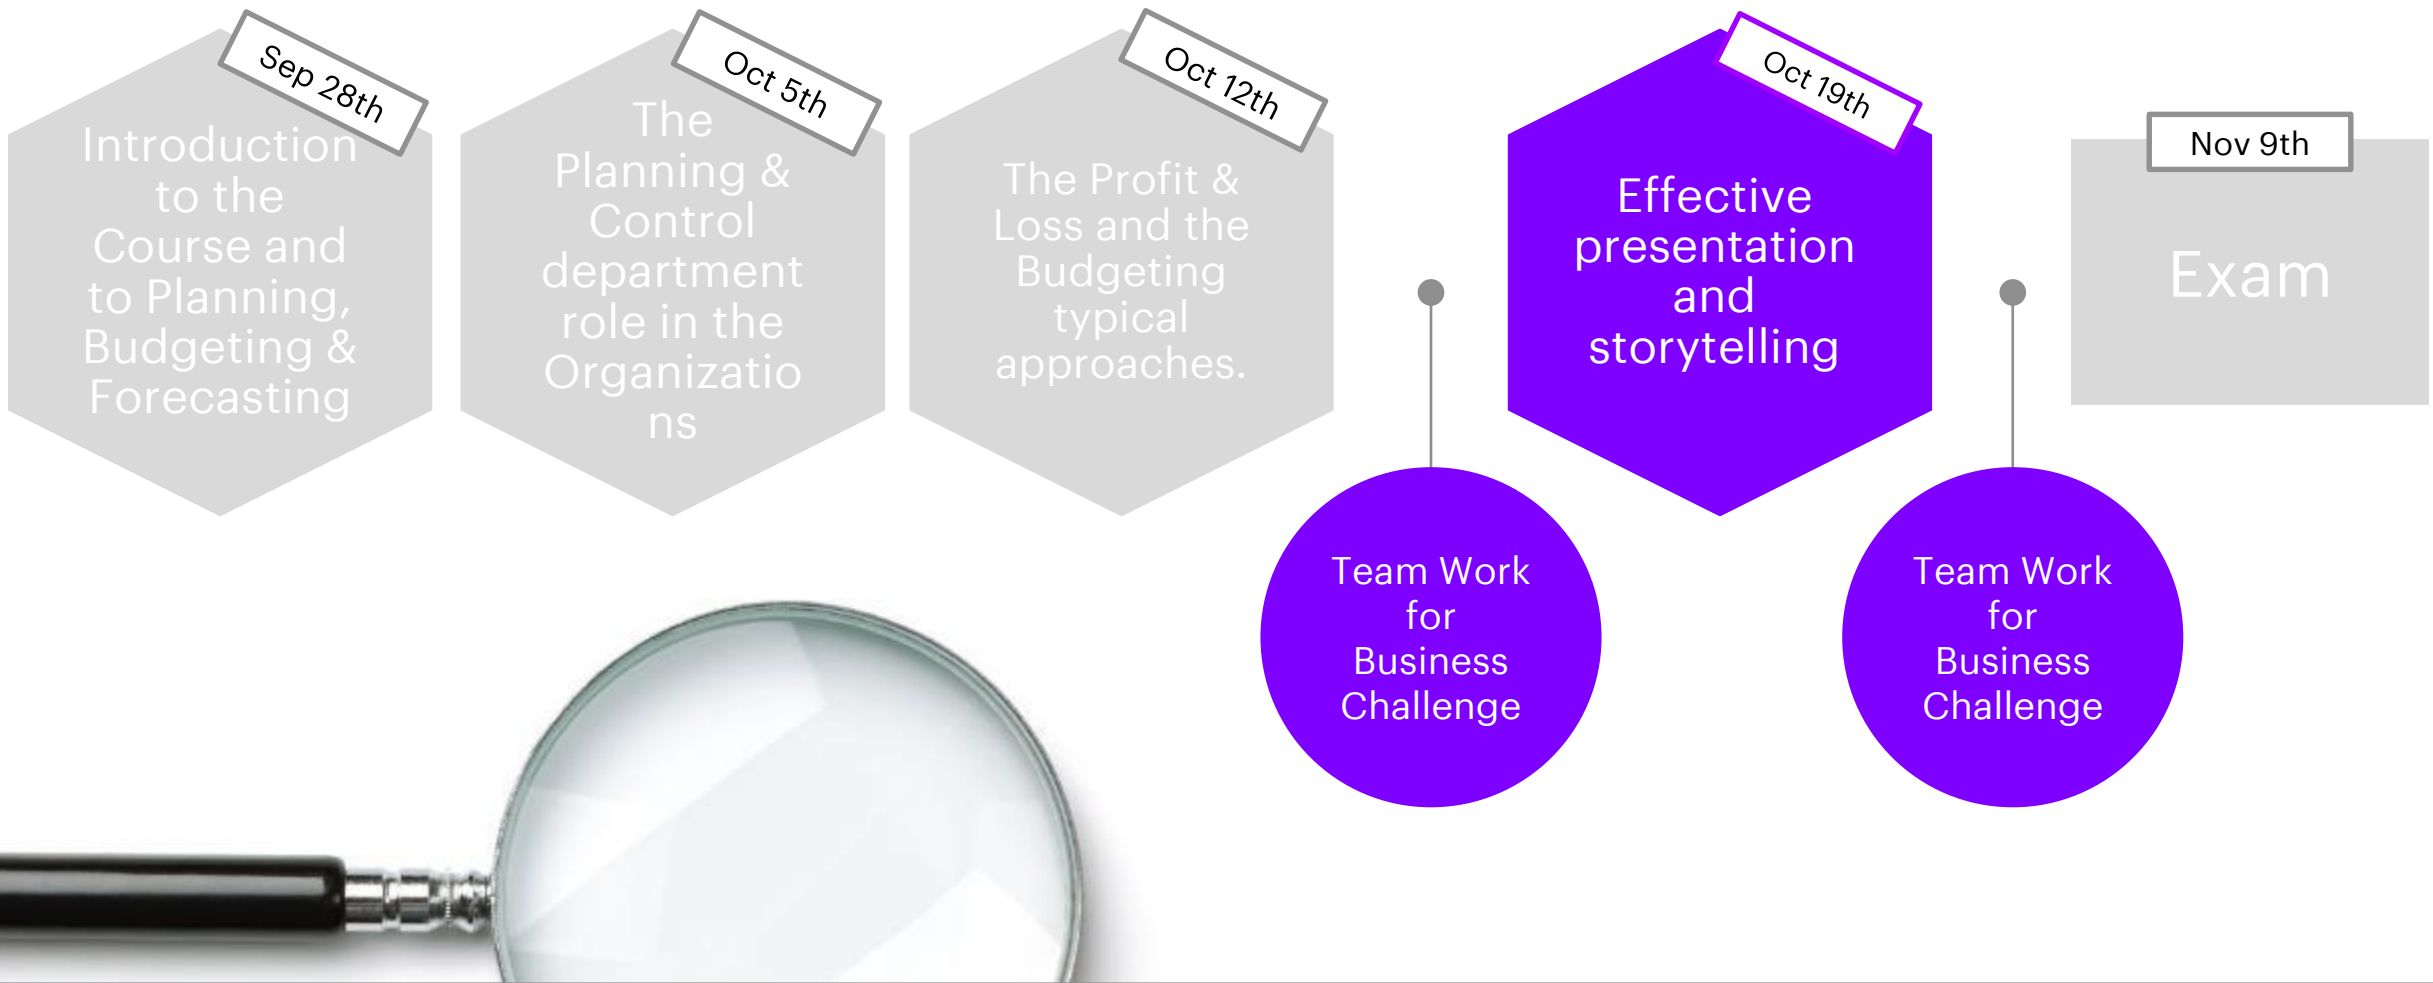 Sep 28th
Introduction
to the
Course and
to Planning,
Budgeting &
Forecasting
Oct 5th
The
Planning &
Control
department
role in the
Organizatio
ns
Oct 12th
The Profit &
Loss and the
Budgeting
typical
approaches.
Team Work
for
Business
Challenge
Oct 19th
Effective
presentation
and
storytelling
Team Work
for
Business
Challenge
Nov 9th
Exam